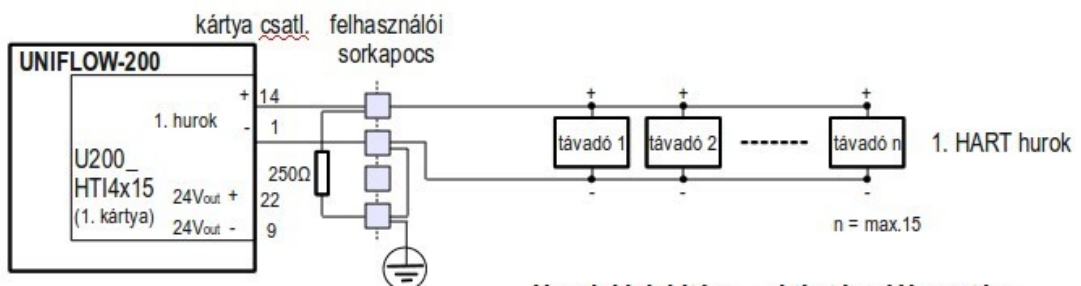 kártya csatl. felhasználói
sorkapocs
UNIFLOW-200
+ 14
1. hurok - 1
U200_
HTI4x15
(1. kártya)
24Vout + 22
24Vout - 9
250Ω
+ + +
távadó 1 távadó 2 távadó n 1. HART hurok
- - -
n = max.15